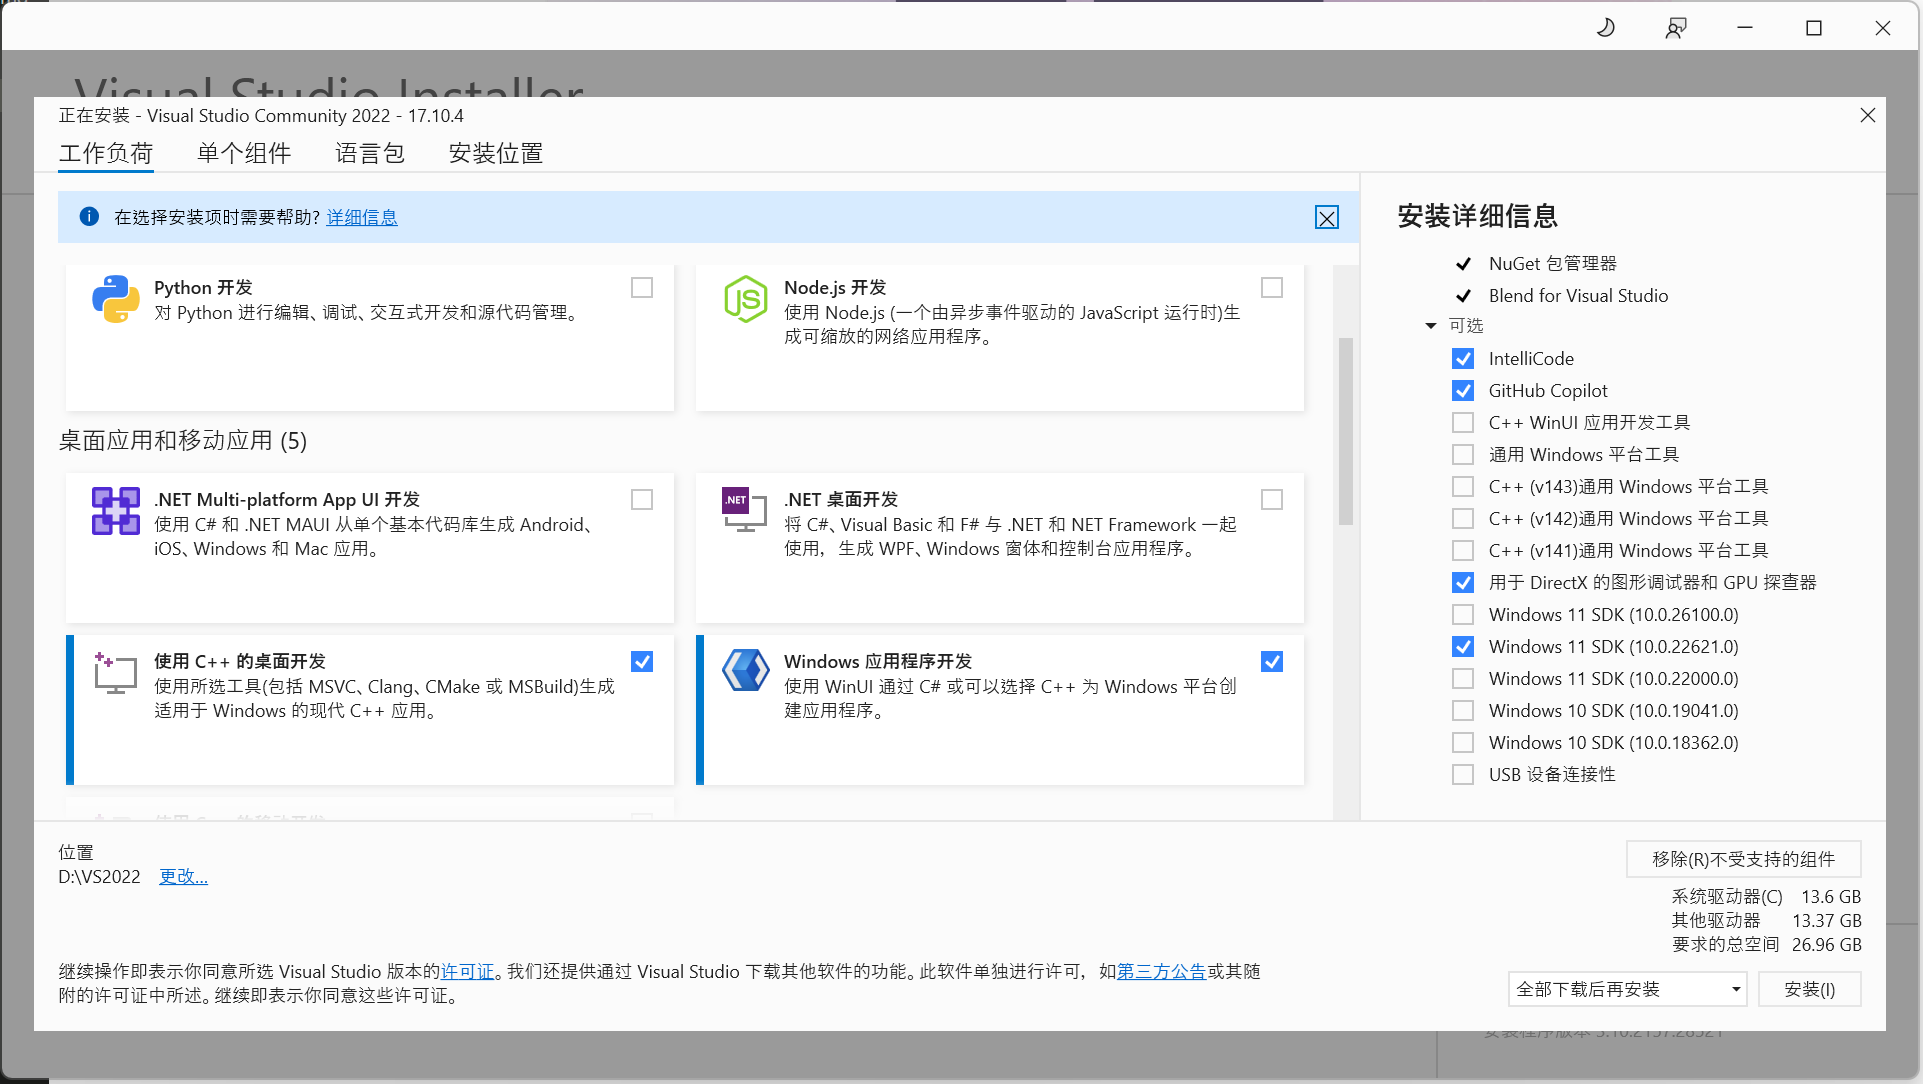 Visual Studio Installer
正在安装 - Visual Studio Community 2022 - 17.10.4
工作负荷
单个组件
语言包
安装位置
在选择安装项时需要帮助? 详细信息
Python 开发
对 Python 进行编辑、调试、交互式开发和源代码管理。
Node.js 开发
使用 Node.js (一个由异步事件驱动的 JavaScript 运行时)生
成可缩放的网络应用程序。
桌面应用和移动应用 (5)
.NET Multi-platform App UI 开发
使用 C# 和 .NET MAUI 从单个基本代码库生成 Android、
iOS、Windows 和 Mac 应用。
.NET
.NET 桌面开发
将 C#、Visual Basic 和 F# 与 .NET 和 NET Framework 一起
使用，生成 WPF、Windows 窗体和控制台应用程序。
使用 C++ 的桌面开发
使用所选工具(包括 MSVC、Clang、CMake 或 MSBuild)生成
适用于 Windows 的现代 C++ 应用。
Windows 应用程序开发
使用 WinUI 通过 C# 或可以选择 C++ 为 Windows 平台创
建应用程序。
使用 C++ 的移动开发
安装详细信息
NuGet 包管理器
Blend for Visual Studio
可选
IntelliCode
GitHub Copilot
C++ WinUI 应用开发工具
通用 Windows 平台工具
C++ (v143)通用 Windows 平台工具
C++ (v142)通用 Windows 平台工具
C++ (v141)通用 Windows 平台工具
用于 DirectX 的图形调试器和 GPU 探查器
Windows 11 SDK (10.0.26100.0)
Windows 11 SDK (10.0.22621.0)
Windows 11 SDK (10.0.22000.0)
Windows 10 SDK (10.0.19041.0)
Windows 10 SDK (10.0.18362.0)
USB 设备连接性
位置
D:\VS2022 更改...
移除(R)不受支持的组件
系统驱动器(C) 13.6 GB
其他驱动器 13.37 GB
要求的总空间 26.96 GB
继续操作即表示你同意所选 Visual Studio 版本的许可证。我们还提供通过 Visual Studio 下载其他软件的功能。此软件单独进行许可，如第三方公告或其随
附的许可证中所述。继续即表示你同意这些许可证。
全部下载后再安装
安装(I)